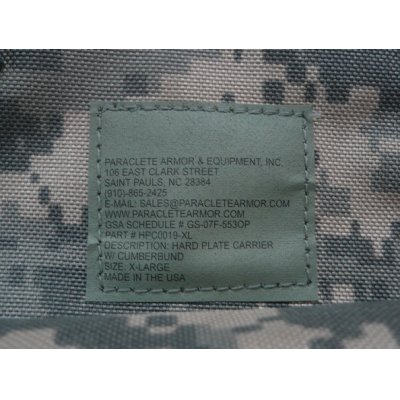 PARACLETE ARMOR & EQUIPMENT, INC.
106 EAST CLARK STREET
SAINT PAULS, NC 28384
(910)-865-2425
E-MAIL: SALES@PARACLETEARMOR.COM
WWW.PARACLETEARMOR.COM
GSA SCHEDULE # GS-07F-553OP
PART # HPC0019-XL
DESCRIPTION: HARD PLATE CARRIER
W/ CUMBERBUND
SIZE: X-LARGE
MADE IN THE USA